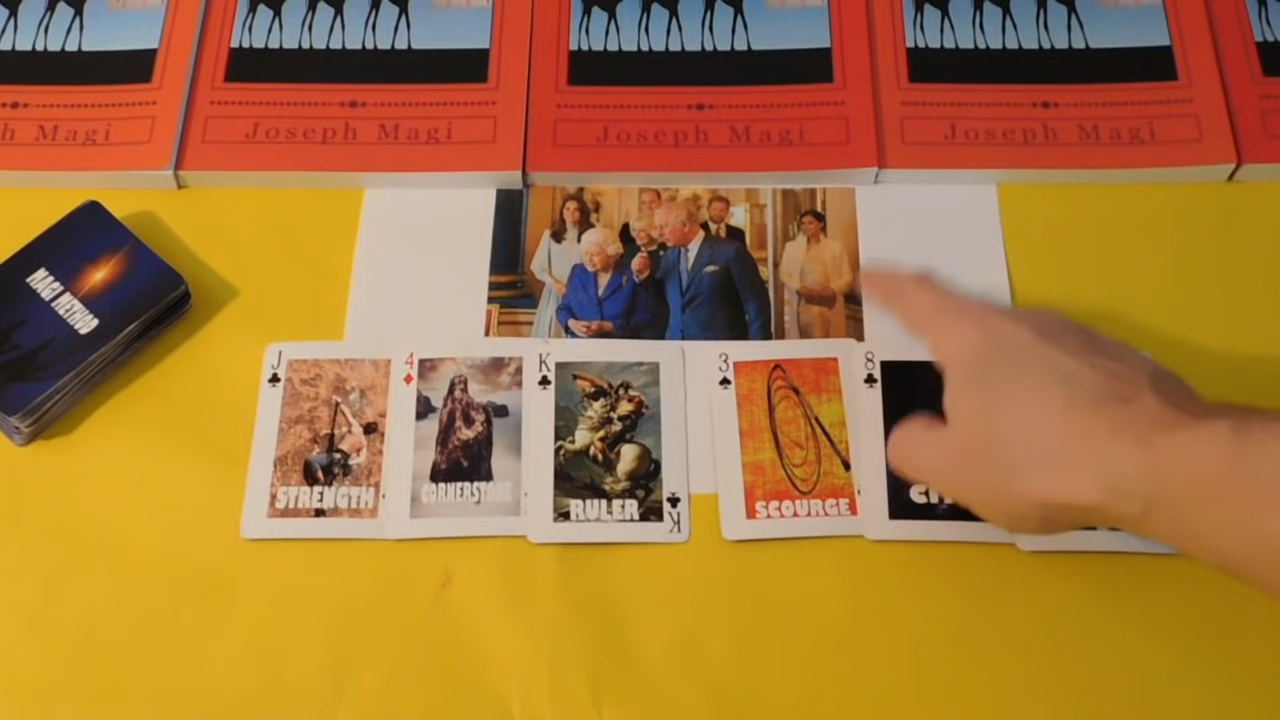 h Magi
Joseph Magi
Joseph Magi
Joseph Magi
MAGI METHOD
J
STRENGTH
4
CORNERSTONE
K
RULER
K
3
SCOURGE
8